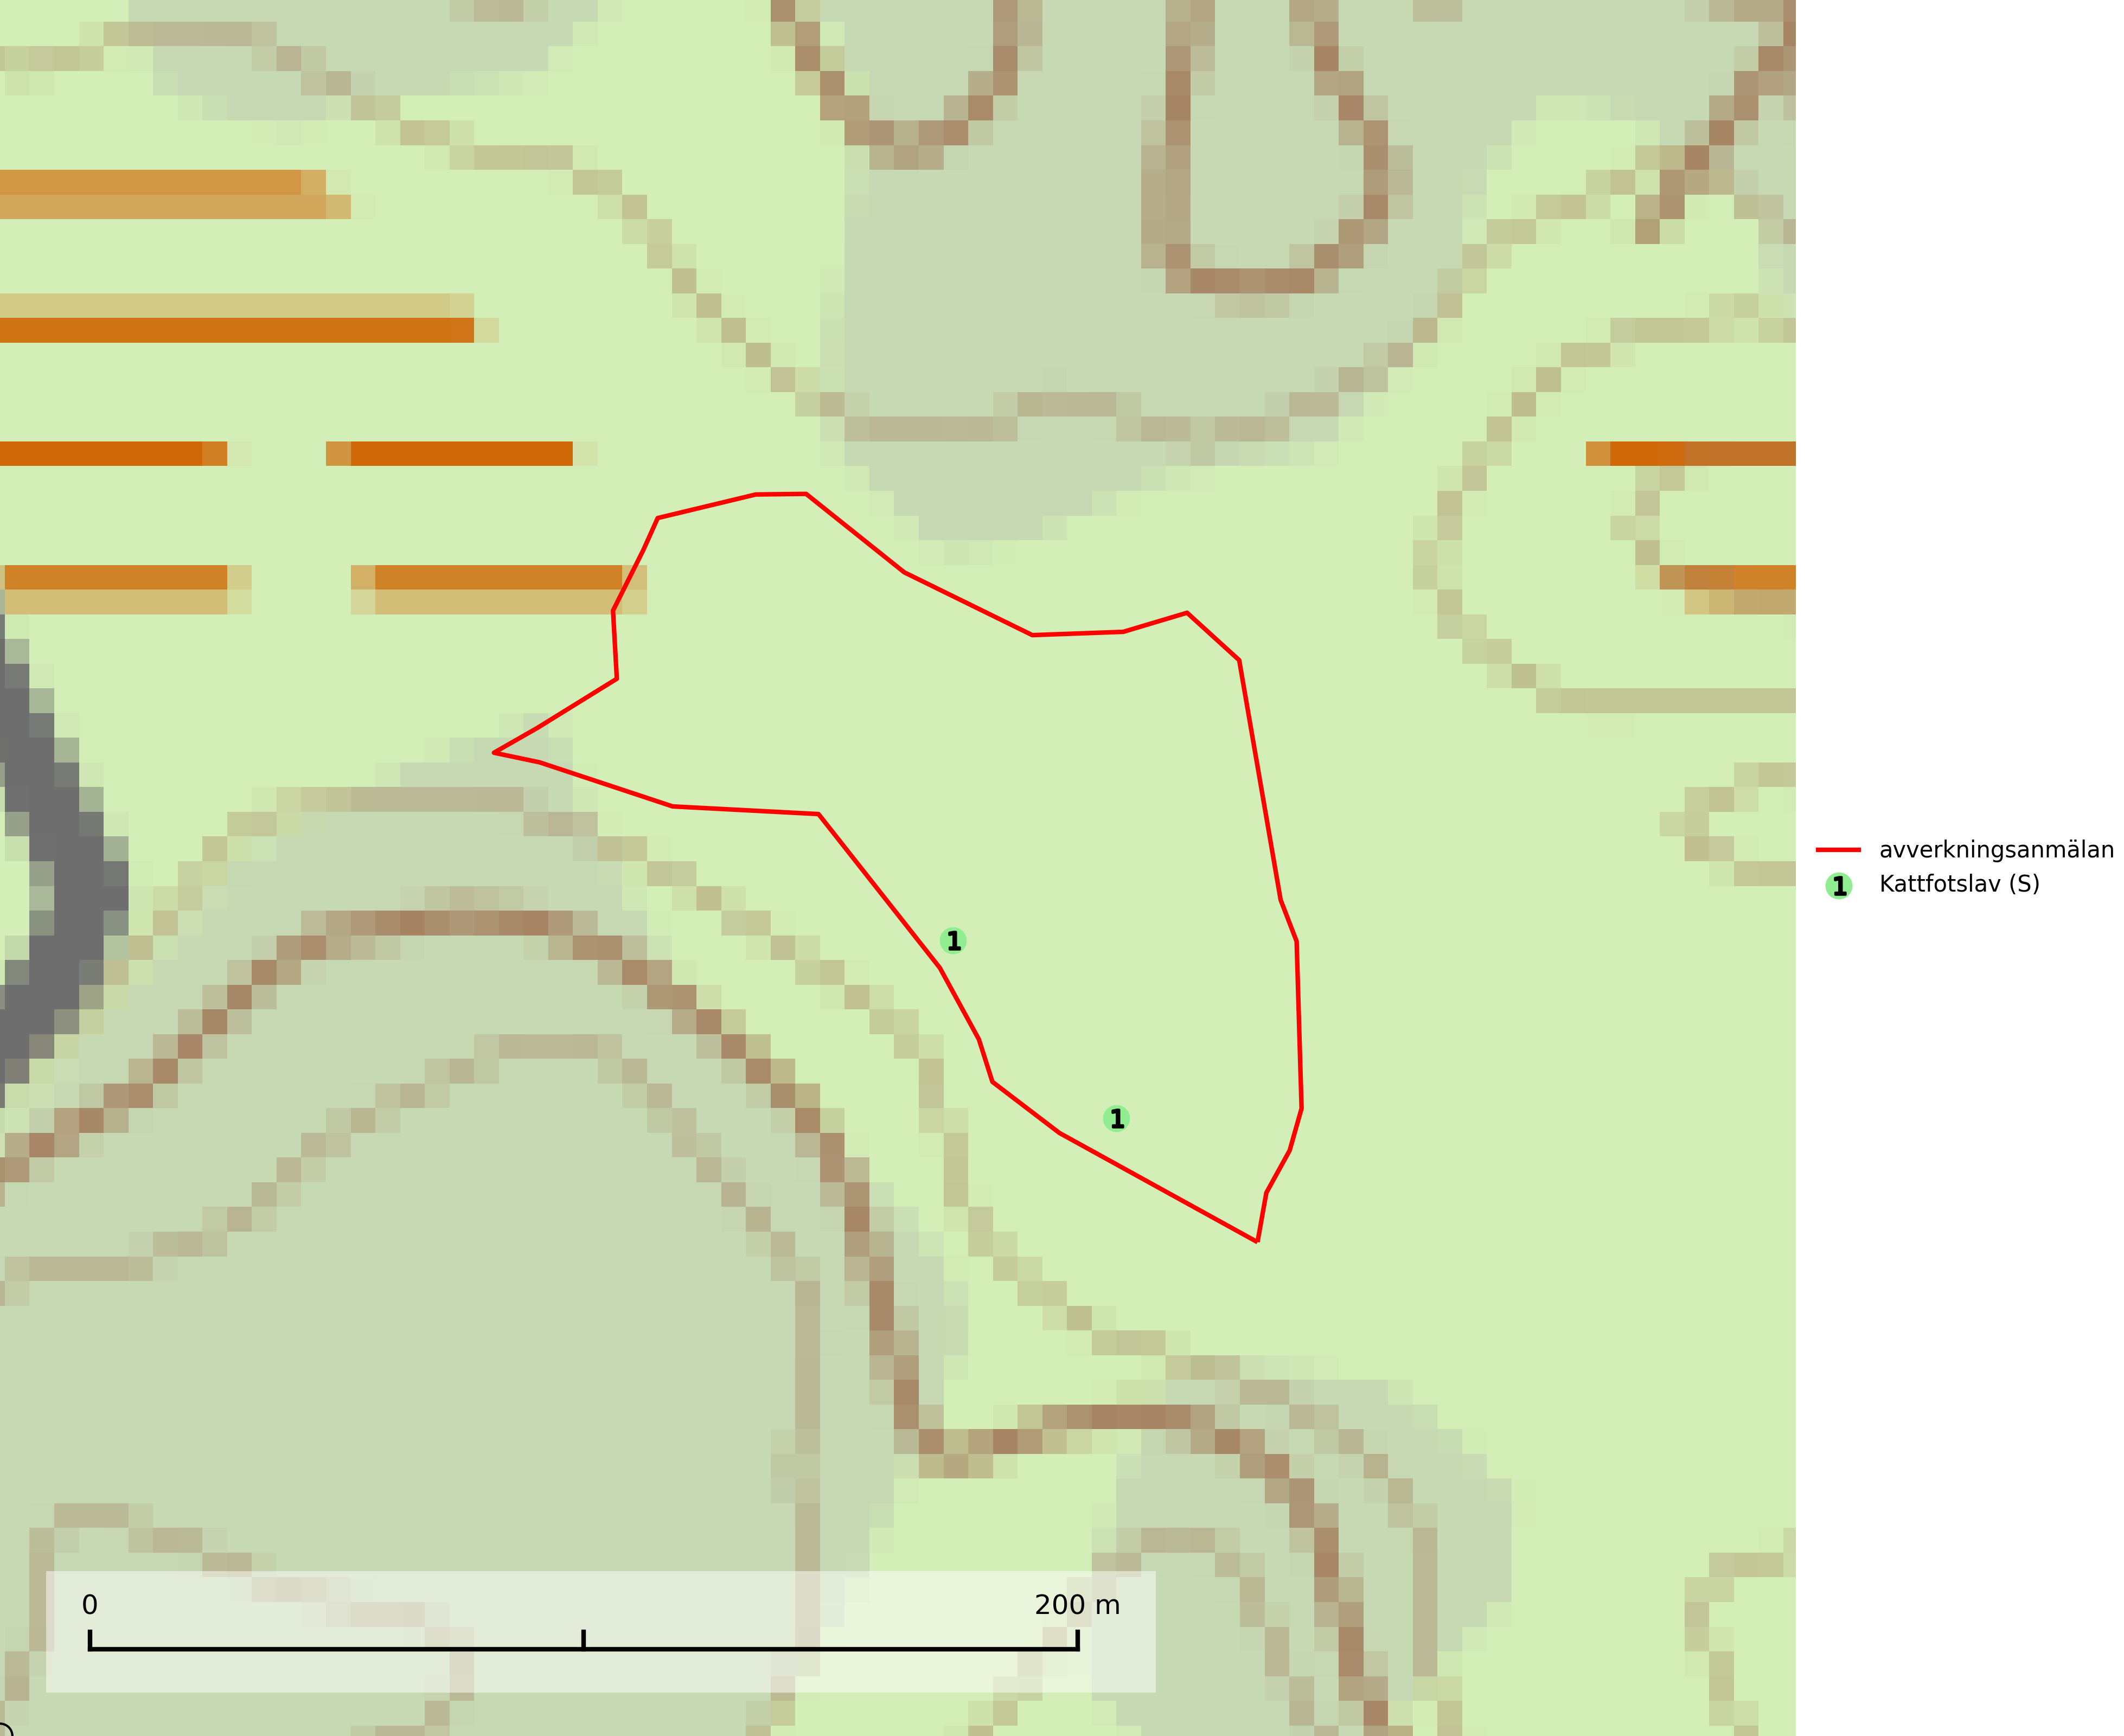 1
avverkningsanmälan
1 Kattfotslav (S)
1
0 200 m